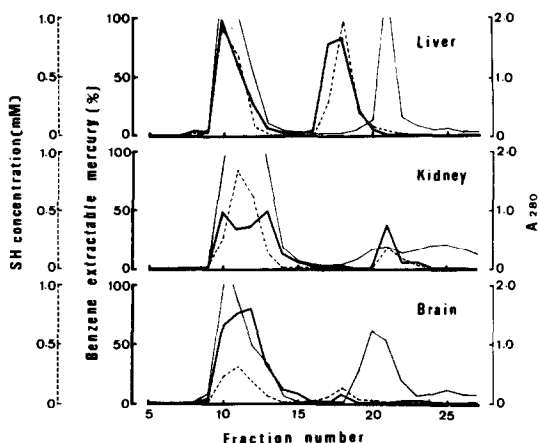 1.0 100 Liver 2.0
0.5 50 1.0
0 0 0
1·0 100 Kidney 2·0
0·5 50 1·0
0 0 0
1·0 100 Brain 2·0
0·5 50 1·0
0 0 0
5 10 15 20 25
Fraction number
SH concentration(mM)
Benzene extractable mercury (%)
A280